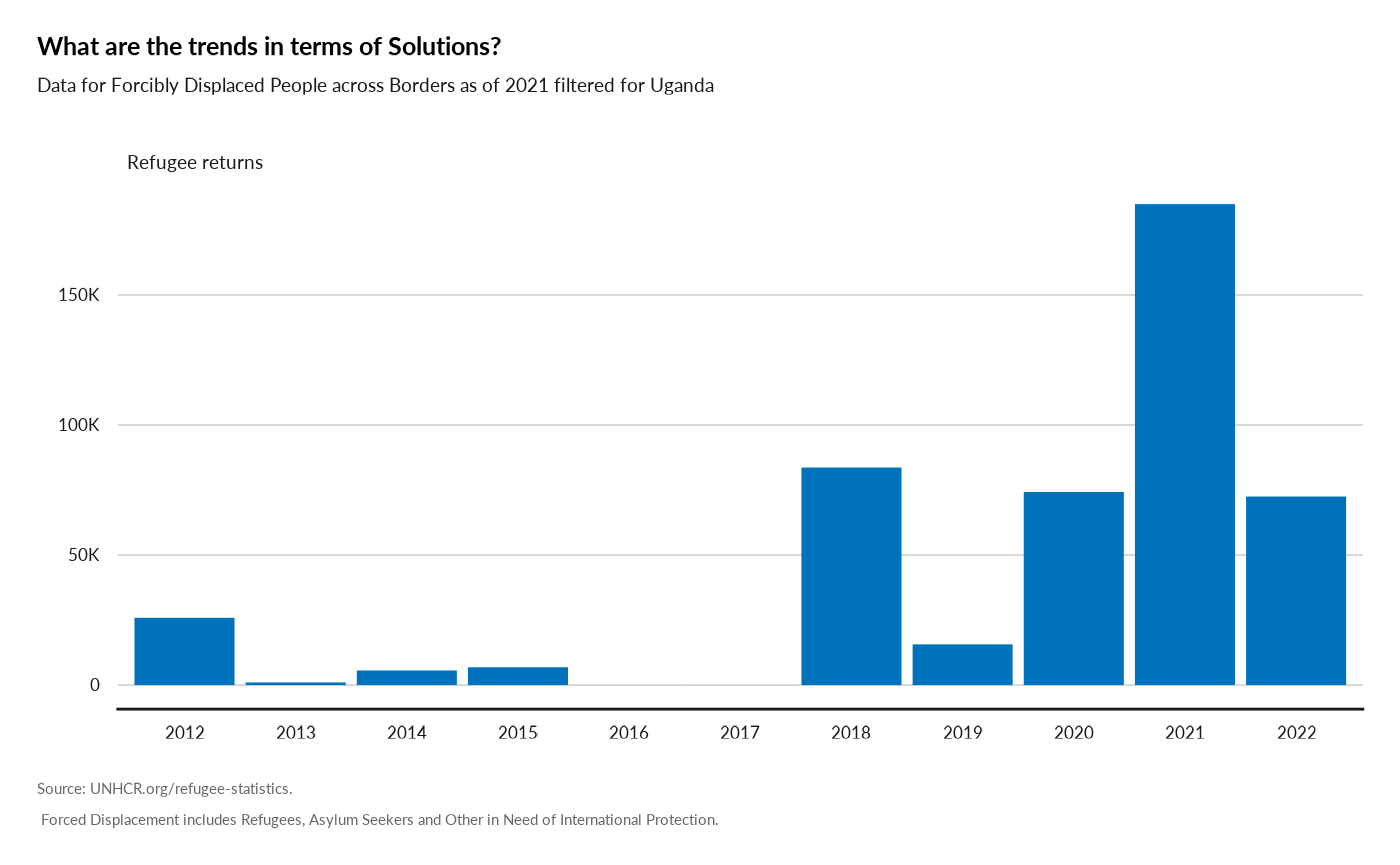 What are the trends in terms of Solutions?
Data for Forcibly Displaced People across Borders as of 2021 filtered for Uganda
Refugee returns
150K
100K
50K
0
2012 2013 2014 2015 2016 2017 2018 2019 2020 2021 2022
Source: UNHCR.org/refugee-statistics.
Forced Displacement includes Refugees, Asylum Seekers and Other in Need of International Protection.